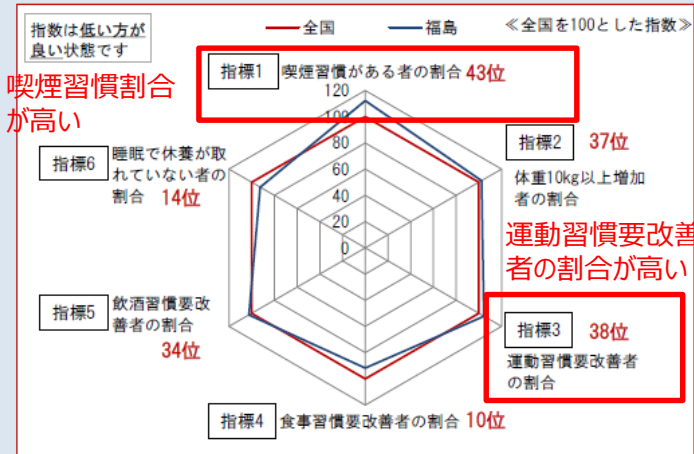 指数は低い方が
良い状態です
全国
福島
≪全国を100とした指数≫
喫煙習慣割合
が高い
指標1
喫煙習慣がある者の割合 43位
120
100
80
60
40
20
0
指標2
37位
体重10kg以上増加
者の割合
運動習慣要改善
者の割合が高い
指標3
38位
運動習慣要改善者
の割合
指標4
食事習慣要改善者の割合 10位
指標5
飲酒習慣要改
善者の割合
34位
指標6
睡眠で休養が取
れていない者の
割合 14位